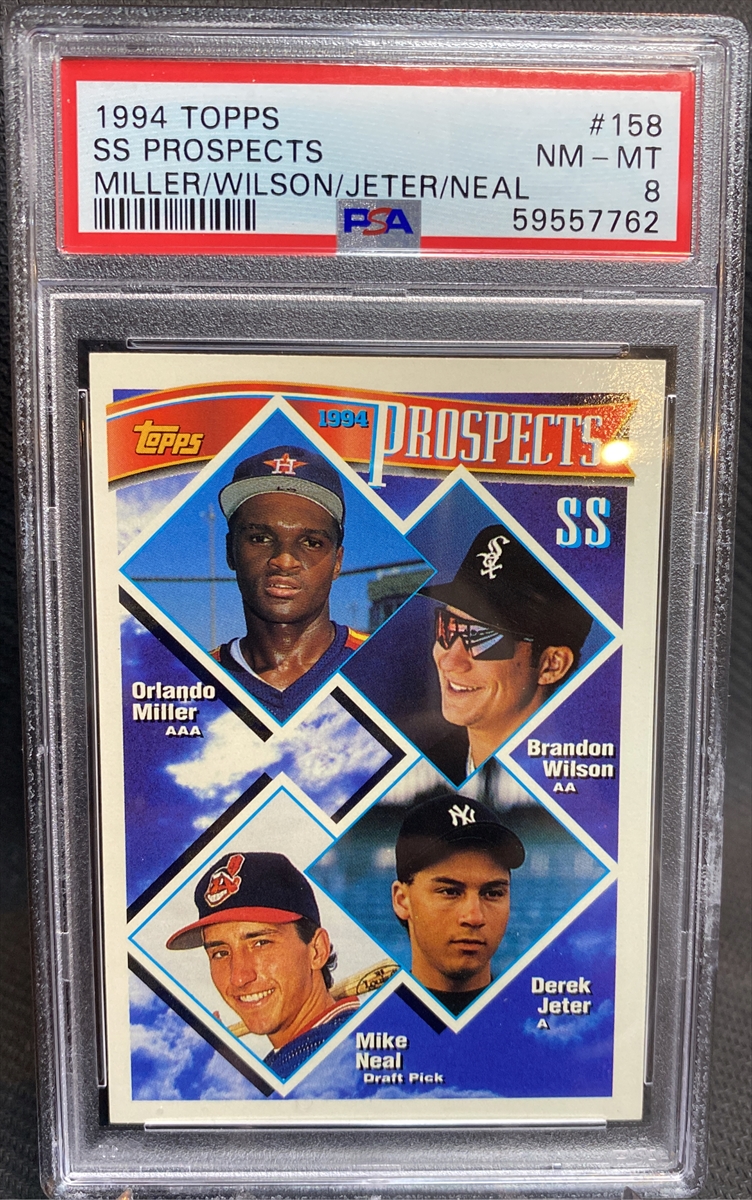 1994 TOPPS #158
SS PROSPECTS NM-MT
MILLER/WILSON/JETER/NEAL 8
PSA 59557762
TOPPS 1994 PROSPECTS
SS
Orlando
Miller
AAA
Brandon
Wilson
AA
Derek
Jeter
A
Mike
Neal
Draft Pick